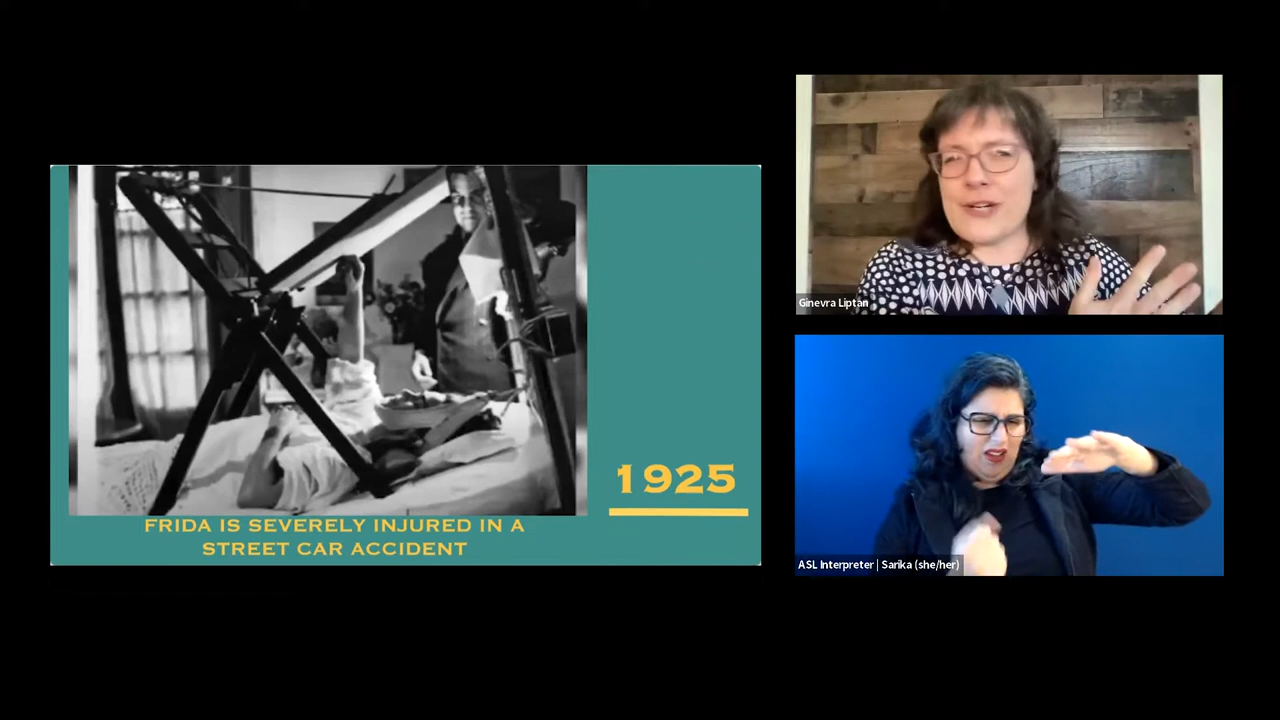 1925
FRIDA IS SEVERELY INJURED IN A
STREET CAR ACCIDENT
Ginevra Liptan
ASL Interpreter | Sarika (she/her)